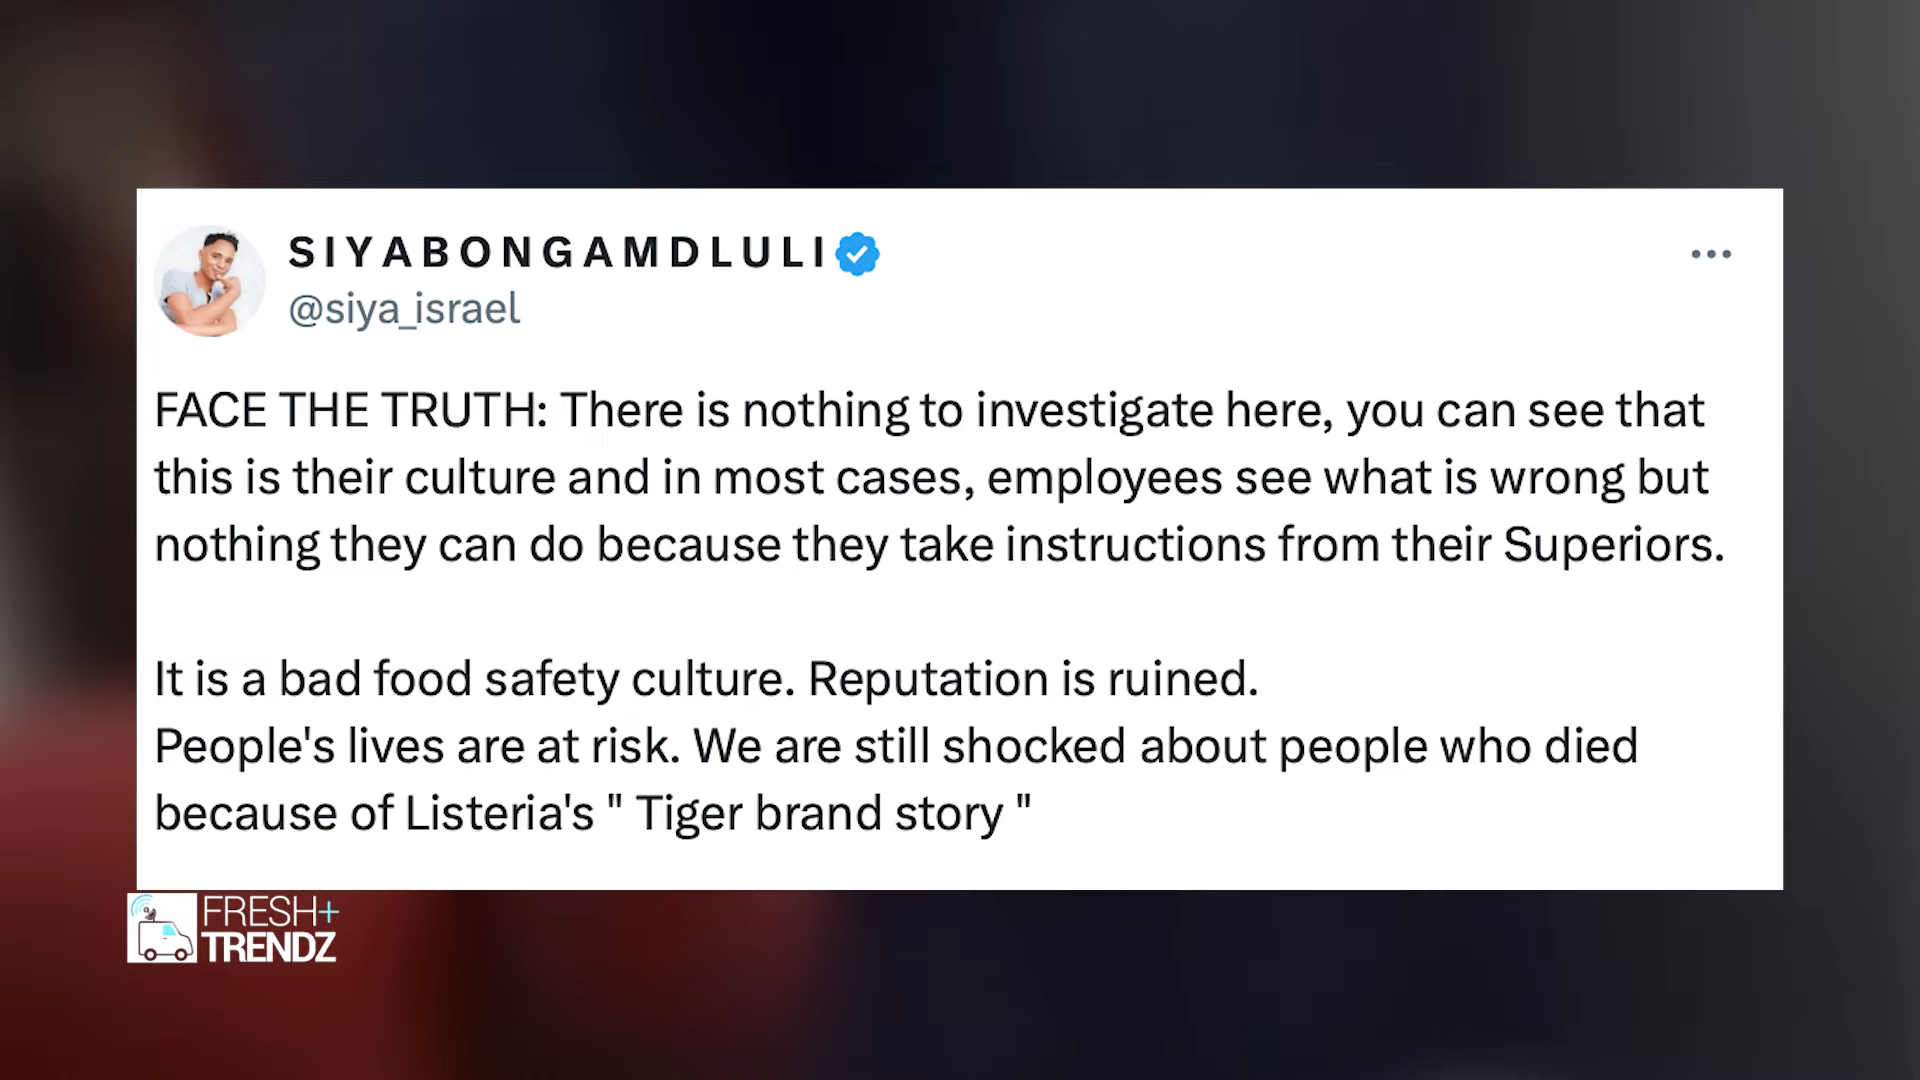 SIYABONGAMDLULI
@siya_israel
FACE THE TRUTH: There is nothing to investigate here, you can see that
this is their culture and in most cases, employees see what is wrong but
nothing they can do because they take instructions from their Superiors.
It is a bad food safety culture. Reputation is ruined.
People's lives are at risk. We are still shocked about people who died
because of Listeria's " Tiger brand story "
FRESH+
TRENDZ